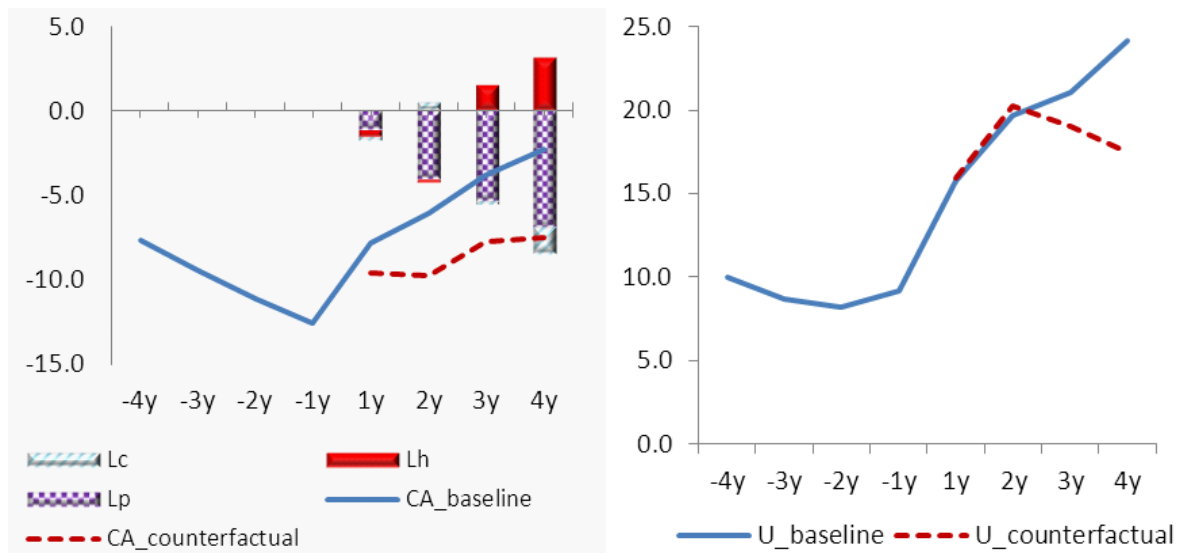 5.0
0.0
-5.0
-10.0
-15.0
-4y -3y -2y -1y 1y 2y 3y 4y
Lc Lh
Lp CA_baseline
CA_counterfactual
25.0
20.0
15.0
10.0
5.0
0.0
-4y -3y -2y -1y 1y 2y 3y 4y
U_baseline U_counterfactual